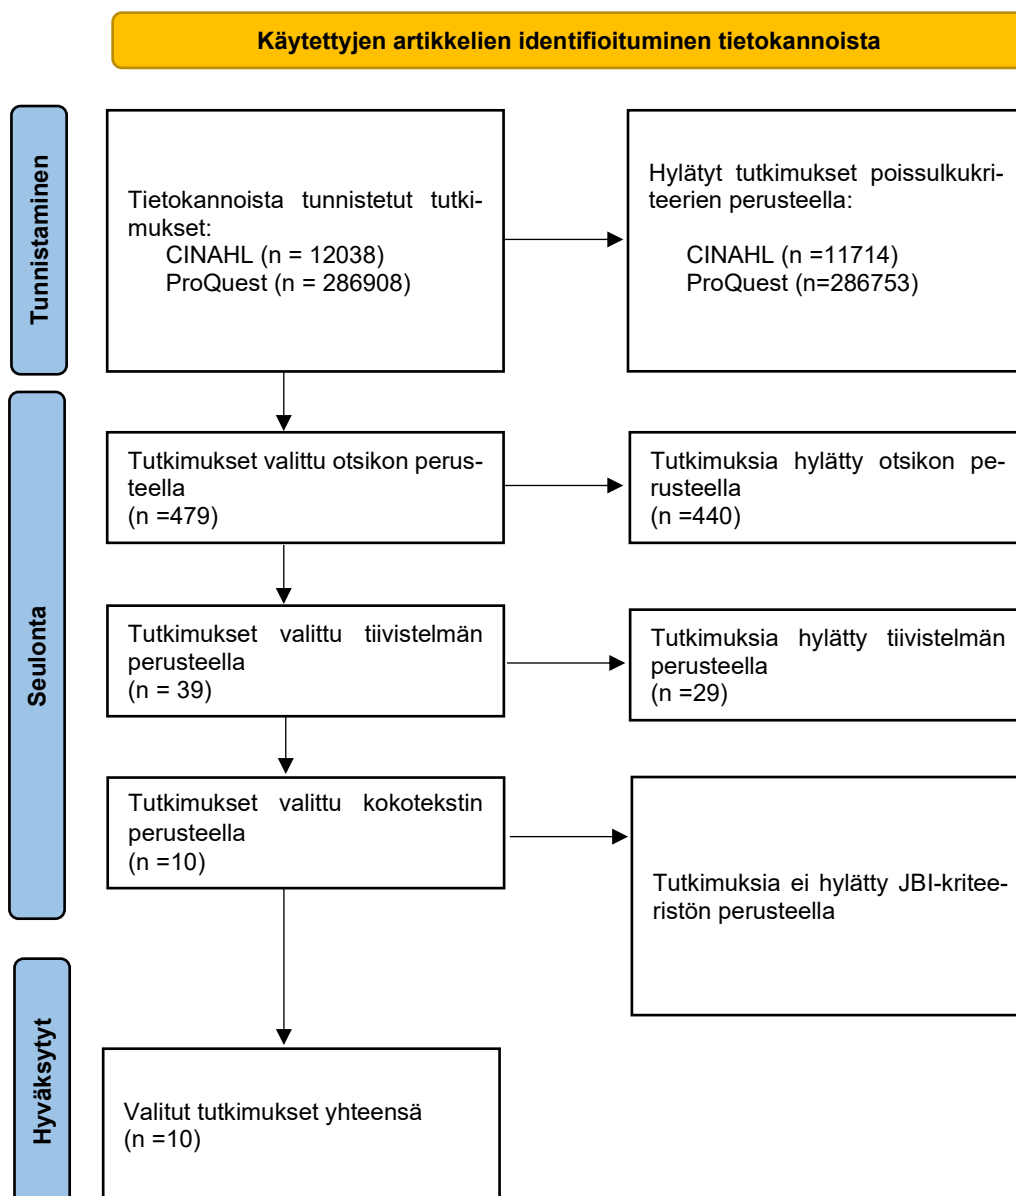 Käytettyjen artikkelien identifioituminen tietokannoista
Tunnistaminen
Tietokannoista tunnistetut tutki-
mukset:
CINAHL (n = 12038)
ProQuest (n = 286908)
Hylätyt tutkimukset poissulkukri-
teerien perusteella:
CINAHL (n =11714)
ProQuest (n=286753)
Seulonta
Tutkimukset valittu otsikon perus-
teella
(n =479)
Tutkimuksia hylätty otsikon pe-
rusteella
(n =440)
Tutkimukset valittu tiivistelmän
perusteella
(n = 39)
Tutkimuksia hylätty tiivistelmän
perusteella
(n =29)
Tutkimukset valittu kokotekstin
perusteella
(n =10)
Tutkimuksia ei hylätty JBI-kritee-
ristön perusteella
Hyväksytyt
Valitut tutkimukset yhteensä
(n =10)